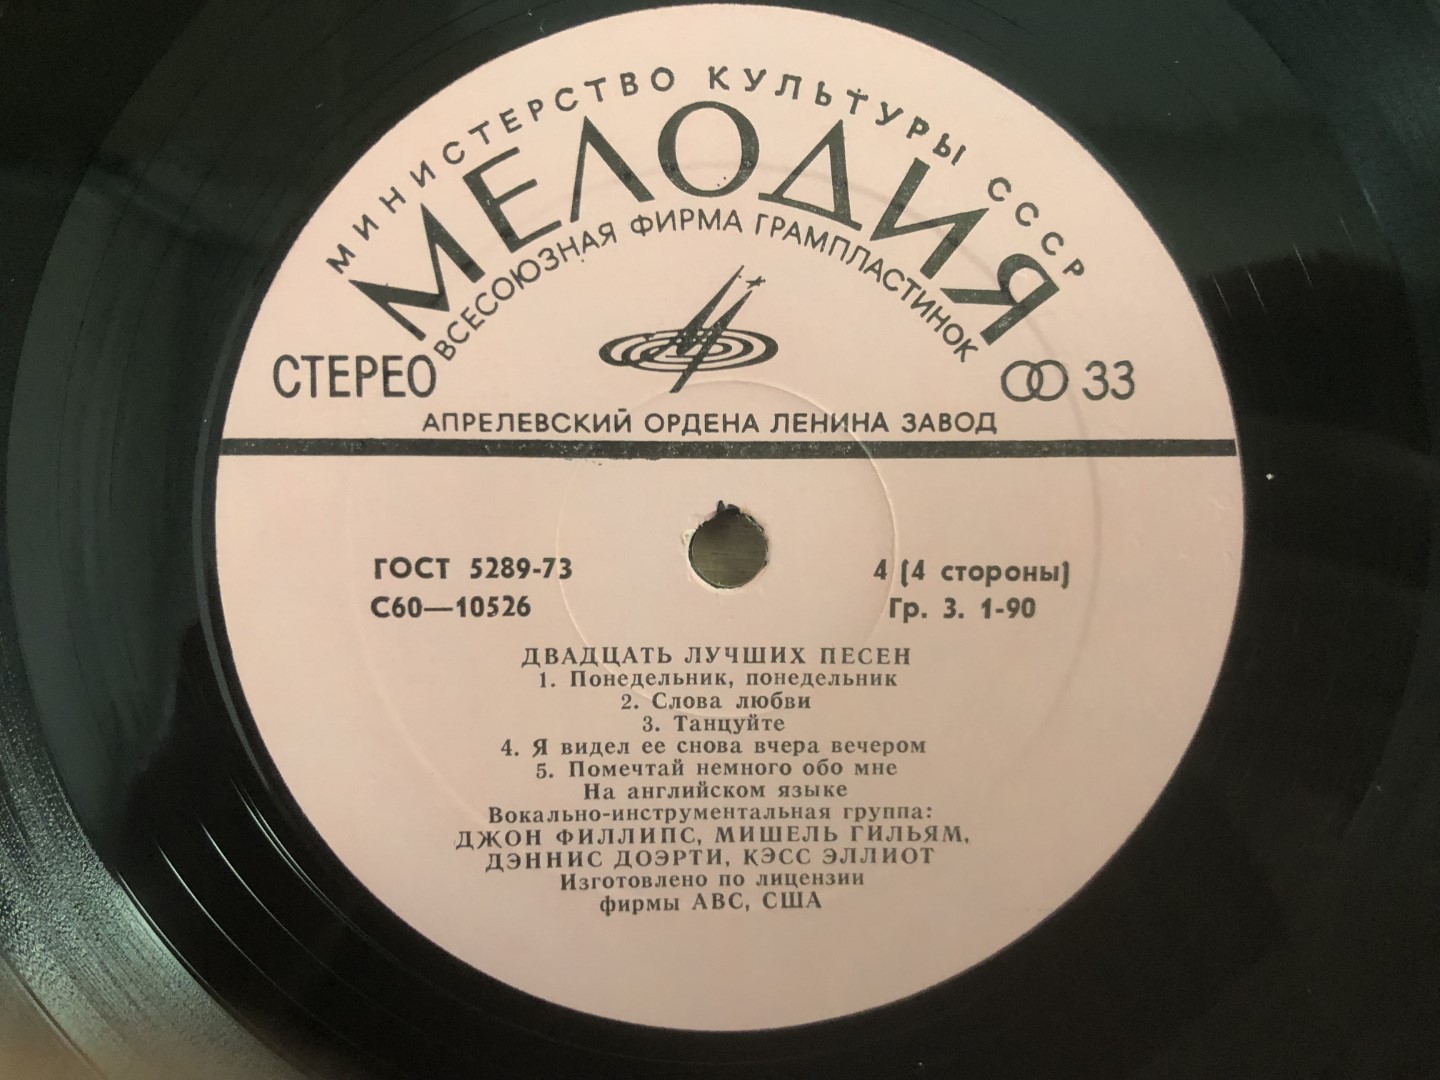 МИНИСТЕРСТВО КУЛЬТУРЫ СССР
МЕЛОДИЯ
ВСЕСОЮЗНАЯ ФИРМА ГРАМПЛАСТИНОК
СТЕРЕО
33
АПРЕЛЕВСКИЙ ОРДЕНА ЛЕНИНА ЗАВОД
ГОСТ 5289-73
4 (4 стороны)
С60—10526
Гр. 3. 1-90
ДВАДЦАТЬ ЛУЧШИХ ПЕСЕН
1. Понедельник, понедельник
2. Слова любви
3. Танцуйте
4. Я видел ее снова вчера вечером
5. Помечтай немного обо мне
На английском языке
Вокально-инструментальная группа:
ДЖОН ФИЛЛИПС, МИШЕЛЬ ГИЛЬЯМ,
ДЭННИС ДОЭРТИ, КЭСС ЭЛЛИОТ
Изготовлено по лицензии
фирмы АВС, США